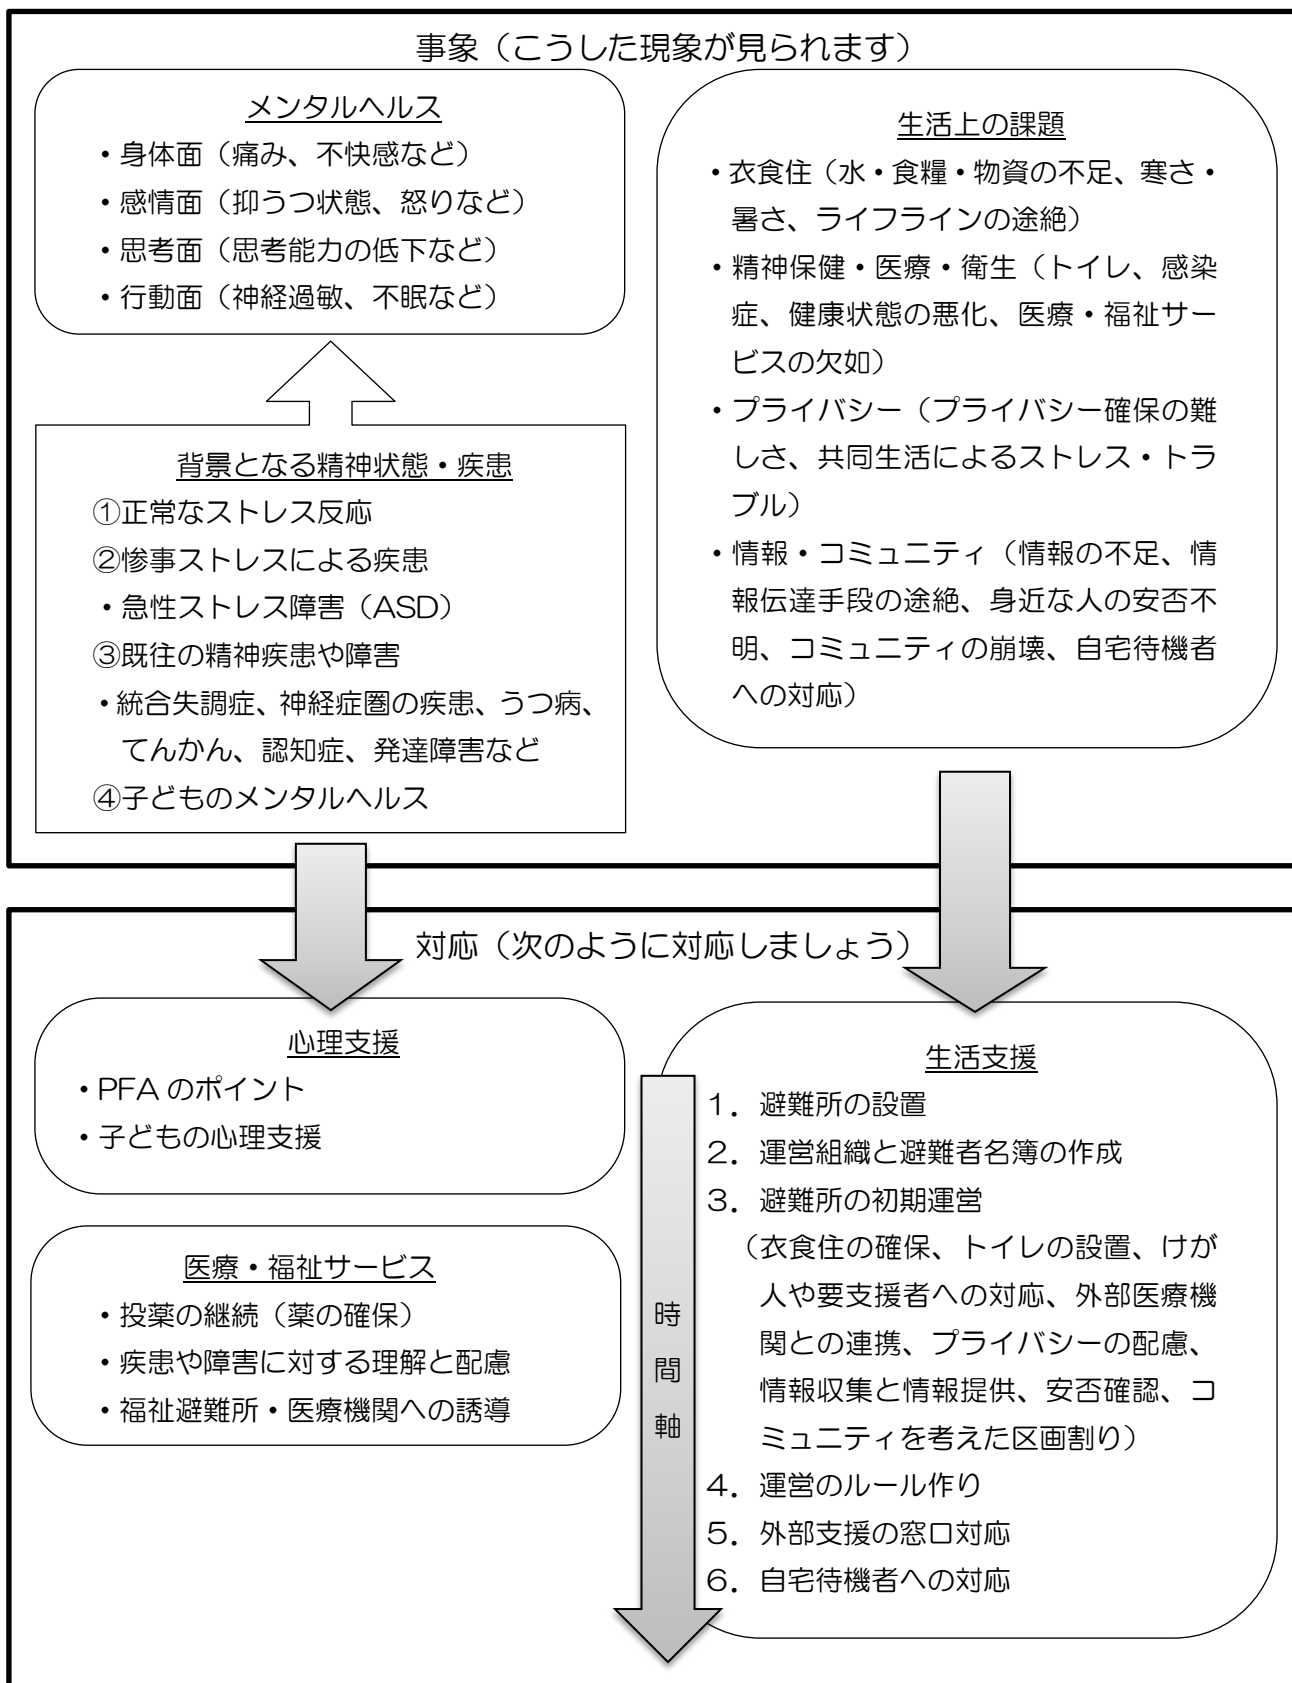 事象（こうした現象が見られます）
メンタルヘルス
・身体面（痛み、不快感など）
・感情面（抑うつ状態、怒りなど）
・思考面（思考能力の低下など）
・行動面（神経過敏、不眠など）
背景となる精神状態・疾患
①正常なストレス反応
②惨事ストレスによる疾患
・急性ストレス障害（ASD）
③既往の精神疾患や障害
・統合失調症、神経症圏の疾患、うつ病、
てんかん、認知症、発達障害など
④子どものメンタルヘルス
生活上の課題
・衣食住（水・食糧・物資の不足、寒さ・
暑さ、ライフラインの途絶）
・精神保健・医療・衛生（トイレ、感染
症、健康状態の悪化、医療・福祉サー
ビスの欠如）
・プライバシー（プライバシー確保の難
しさ、共同生活によるストレス・トラ
ブル）
・情報・コミュニティ（情報の不足、情
報伝達手段の途絶、身近な人の安否不
明、コミュニティの崩壊、自宅待機者
への対応）
対応（次のように対応しましょう）
心理支援
・PFA のポイント
・子どもの心理支援
医療・福祉サービス
・投薬の継続（薬の確保）
・疾患や障害に対する理解と配慮
・福祉避難所・医療機関への誘導
時間軸
生活支援
1．避難所の設置
2．運営組織と避難者名簿の作成
3．避難所の初期運営
（衣食住の確保、トイレの設置、けが
人や要支援者への対応、外部医療機
関との連携、プライバシーの配慮、
情報収集と情報提供、安否確認、コ
ミュニティを考えた区画割り）
4．運営のルール作り
5．外部支援の窓口対応
6．自宅待機者への対応